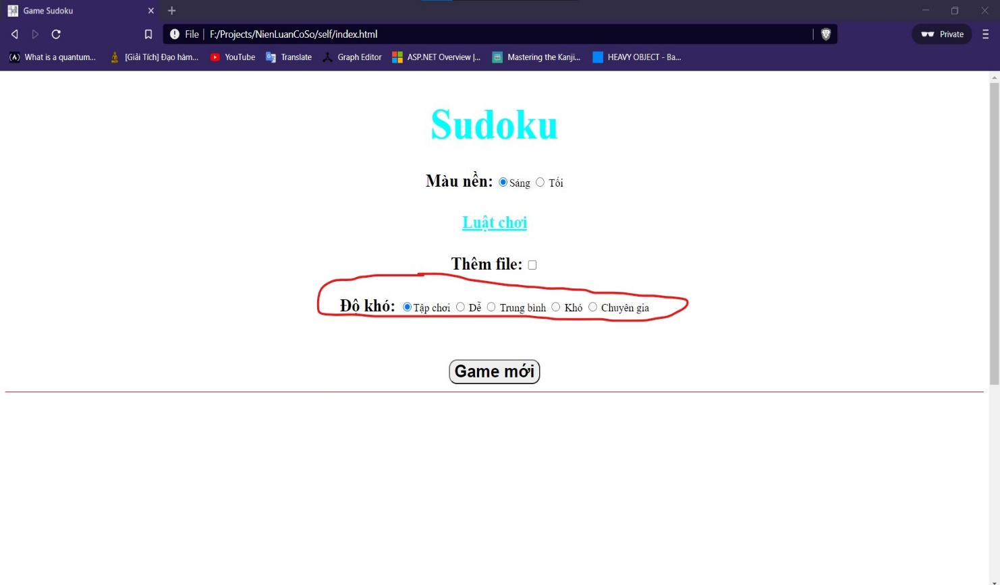 Game Sudoku
File F:/Projects/NienLuanCoSo/self/index.html
Private
What is a quantum... [Giải Tích] Đạo hàm... YouTube Translate Graph Editor ASP.NET Overview |... Mastering the Kanji... HEAVY OBJECT - Ba...
Sudoku
Màu nền: Sáng Tối
Luật chơi
Thêm file:
Độ khó: Tập chơi Dễ Trung bình Khó Chuyên gia
Game mới